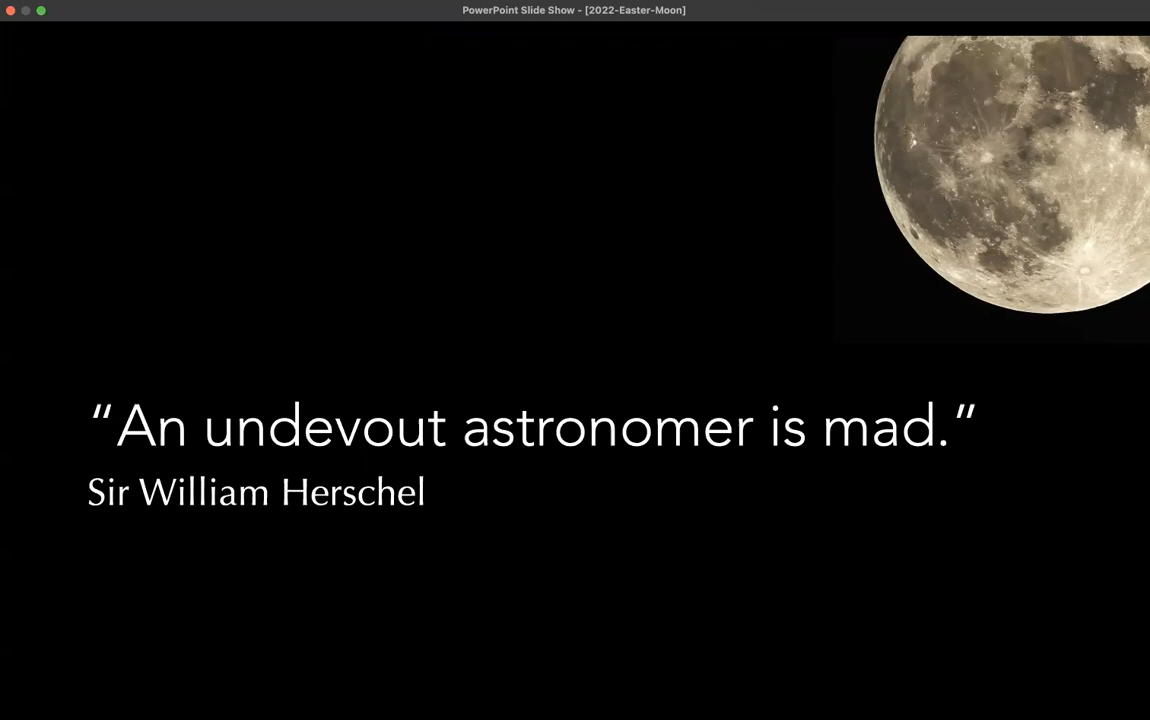 PowerPoint Slide Show - [2022-Easter-Moon]
“An undevout astronomer is mad.”
Sir William Herschel